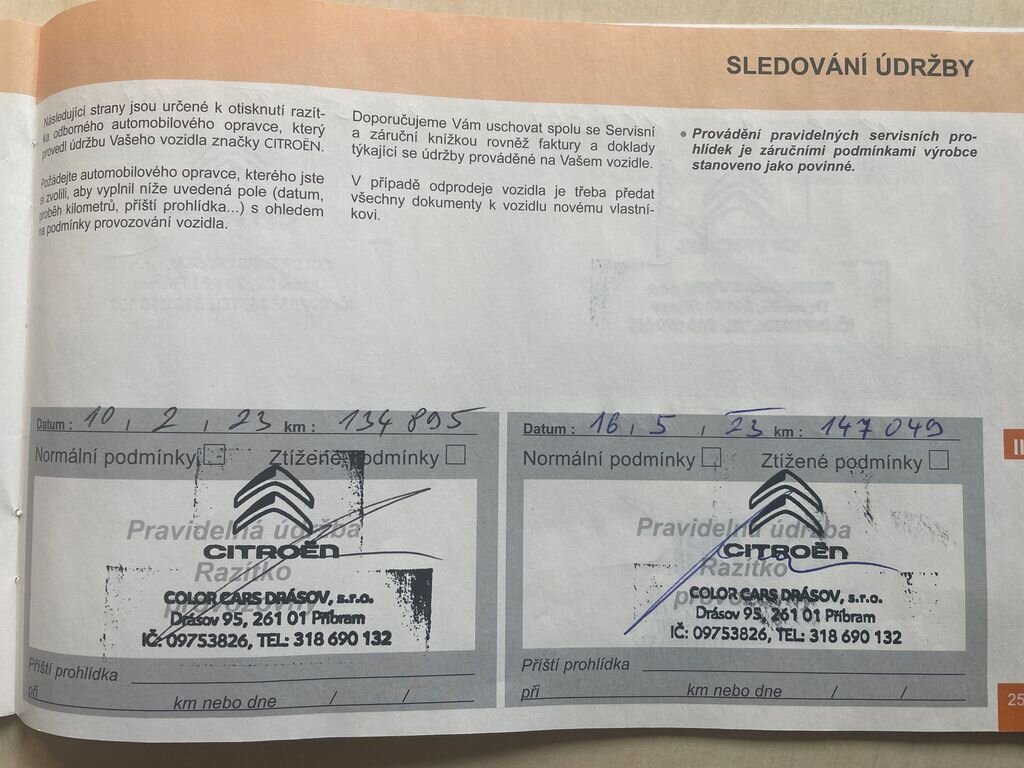 SLEDOVÁNÍ ÚDRŽBY
Následující strany jsou určené k otisknutí razít-
ka odborného automobilového opravce, který
provedl údržbu Vašeho vozidla značky CITROËN.
Požádejte automobilového opravce, kterého jste
si zvolili, aby vyplnil níže uvedená pole (datum,
proběh kilometrů, příští prohlídka...) s ohledem
na podmínky provozování vozidla.
Doporučujeme Vám uschovat spolu se Servisní
a záruční knížkou rovněž faktury a doklady
týkající se údržby prováděné na Vašem vozidle.
V případě odprodeje vozidla je třeba předat
všechny dokumenty k vozidlu novému vlastní-
kovi.
• Provádění pravidelných servisních pro-
hlídek je záručními podmínkami výrobce
stanoveno jako povinné.
Datum : 10 , 2 , 23 km : 134 895
Normální podmínky Ztížené podmínky
Pravidelná údržba
CITROËN
Razítko
provozovny
COLOR CARS DRÁSOV, s.r.o.
Drásov 95, 261 01 Příbram
IČ: 09753826, TEL: 318 690 132
Příští prohlídka
při km nebo dne / /
Datum : 16 , 5 , 23 km : 147 049
Normální podmínky Ztížené podmínky
Pravidelná údržba
CITROËN
Razítko
provozovny
COLOR CARS DRÁSOV, s.r.o.
Drásov 95, 261 01 Příbram
IČ: 09753826, TEL: 318 690 132
Příští prohlídka
při km nebo dne / /